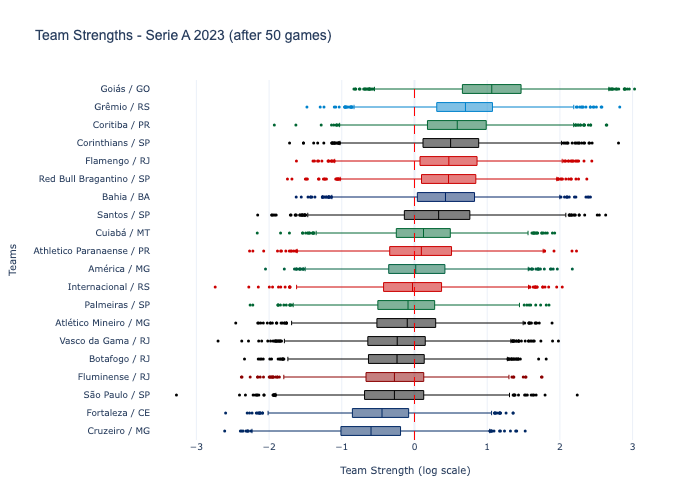 Team Strengths - Serie A 2023 (after 50 games)
Goiás / GO
Grêmio / RS
Coritiba / PR
Corinthians / SP
Flamengo / RJ
Red Bull Bragantino / SP
Bahia / BA
Santos / SP
Cuiabá / MT
Athletico Paranaense / PR
América / MG
Internacional / RS
Palmeiras / SP
Atlético Mineiro / MG
Vasco da Gama / RJ
Botafogo / RJ
Fluminense / RJ
São Paulo / SP
Fortaleza / CE
Cruzeiro / MG
Teams
−3 −2 −1 0 1 2 3
Team Strength (log scale)